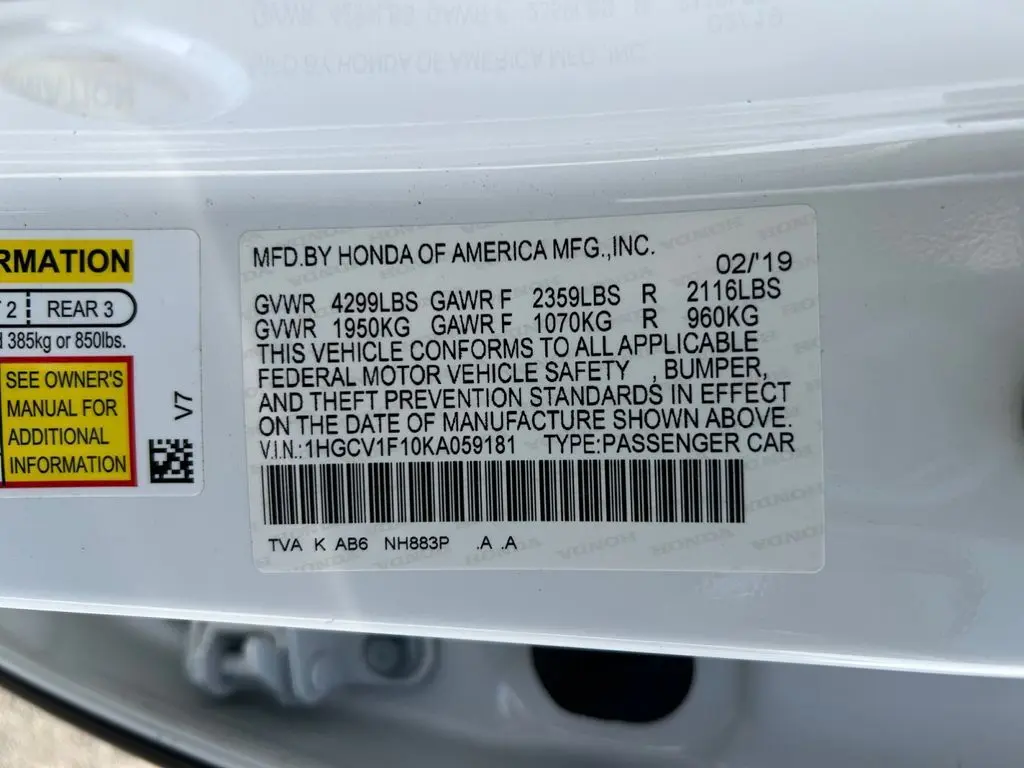 RMATION
2 REAR 3
385kg or 850lbs.
SEE OWNER'S
MANUAL FOR
ADDITIONAL
INFORMATION
V7
MFD.BY HONDA OF AMERICA MFG.,INC.
02/'19
GVWR 4299LBS GAWR F 2359LBS R 2116LBS
GVWR 1950KG GAWR F 1070KG R 960KG
THIS VEHICLE CONFORMS TO ALL APPLICABLE
FEDERAL MOTOR VEHICLE SAFETY , BUMPER,
AND THEFT PREVENTION STANDARDS IN EFFECT
ON THE DATE OF MANUFACTURE SHOWN ABOVE.
V.I.N.:1HGCV1F10KA059181 TYPE:PASSENGER CAR
TVA K AB6 NH883P .A .A